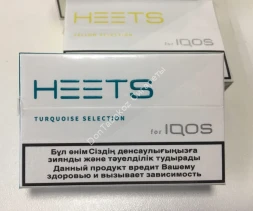 HEETS
for IQOS
HEETS
TURQUOISE SELECTION
for IQOS
Бұл өнім Сіздің денсаулығыңызға
зиянды және тәуелділік тудырады
Данный продукт вредит Вашему
здоровью и вызывает зависимость